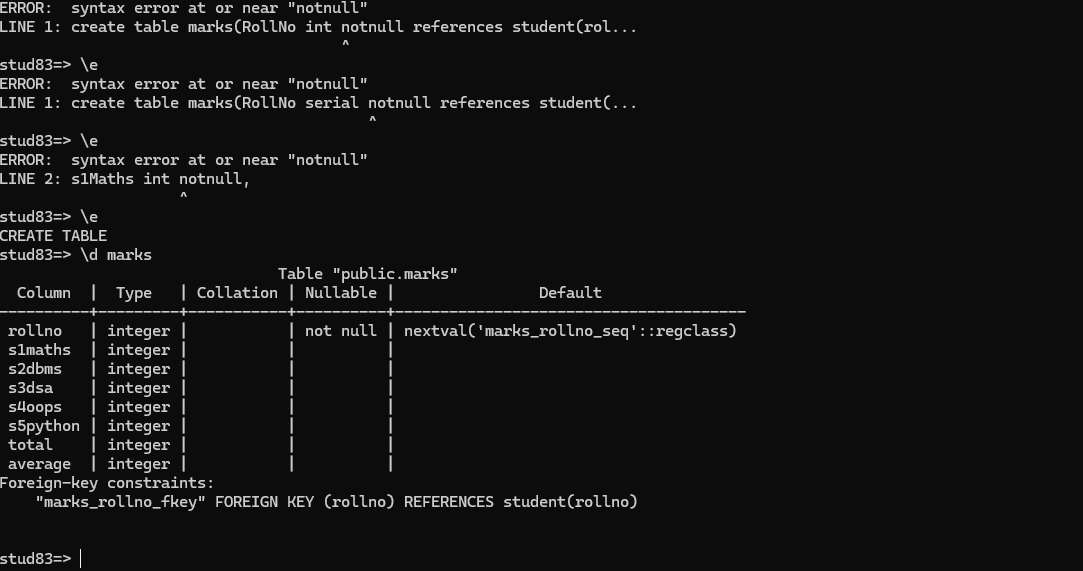 ERROR:  syntax error at or near "notnull"
LINE 1: create table marks(RollNo int notnull references student(rol...
                                      ^
stud83=> \e
ERROR:  syntax error at or near "notnull"
LINE 1: create table marks(RollNo serial notnull references student(...
                                         ^
stud83=> \e
ERROR:  syntax error at or near "notnull"
LINE 2: s1Maths int notnull,
                    ^
stud83=> \e
CREATE TABLE
stud83=> \d marks
                               Table "public.marks"
  Column  |  Type   | Collation | Nullable |                Default
----------+---------+-----------+----------+---------------------------------------
 rollno   | integer |           | not null | nextval('marks_rollno_seq'::regclass)
 s1maths  | integer |           |          |
 s2dbms   | integer |           |          |
 s3dsa    | integer |           |          |
 s4oops   | integer |           |          |
 s5python | integer |           |          |
 total    | integer |           |          |
 average  | integer |           |          |
Foreign-key constraints:
    "marks_rollno_fkey" FOREIGN KEY (rollno) REFERENCES student(rollno)
stud83=>